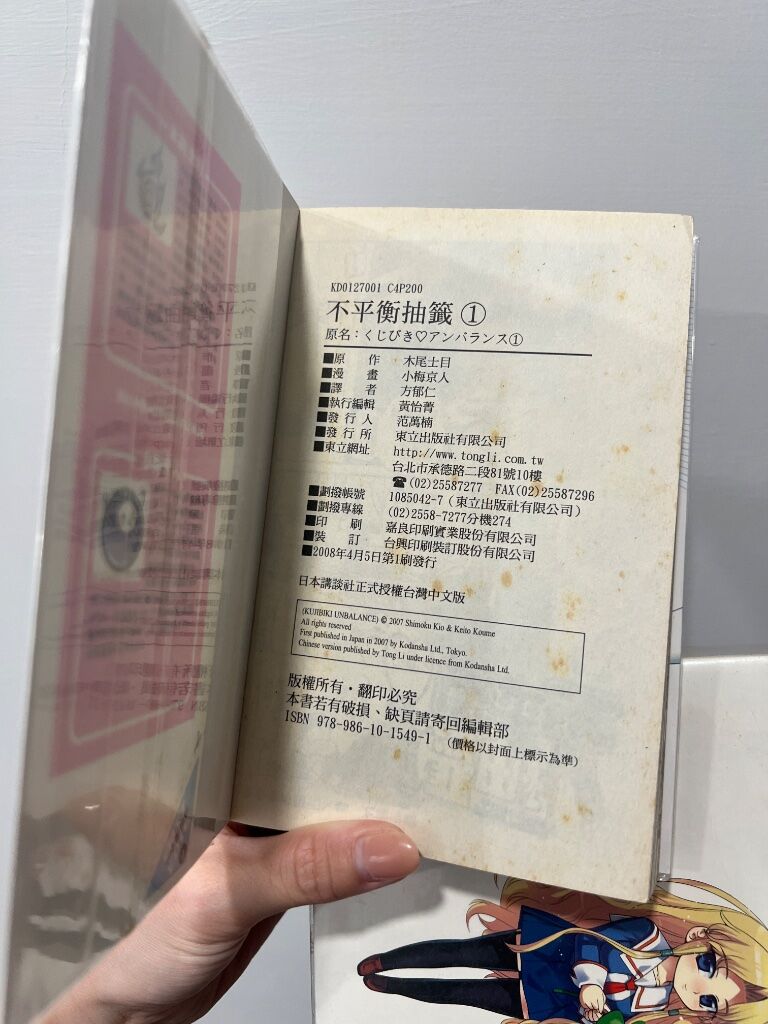 KD0127001 C4P200
不平衡抽籤①
原名：くじびき♡アンバランス①
■原　作　木尾士目
■漫　畫　小梅京人
■譯　者　方郁仁
■執行編輯　黃怡菁
■發行人　范萬楠
■發行所　東立出版社有限公司
■東立網址　http://www.tongli.com.tw
台北市承德路二段81號10樓
☎(02)25587277　FAX(02)25587296
■劃撥帳號　1085042-7（東立出版社有限公司）
■劃撥專線　(02)2558-7277分機274
■印　刷　嘉良印刷實業股份有限公司
■裝　訂　台興印刷裝訂股份有限公司
■2008年4月5日第1刷發行
日本講談社正式授權台灣中文版
(KUJIBIKI UNBALANCE) © 2007 Shimoku Kio & Keito Koume
All rights reserved
First published in Japan in 2007 by Kodansha Ltd., Tokyo.
Chinese version published by Tong Li under licence from Kodansha Ltd.
版權所有・翻印必究
本書若有破損、缺頁請寄回編輯部
ISBN 978-986-10-1549-1 （價格以封面上標示為準）